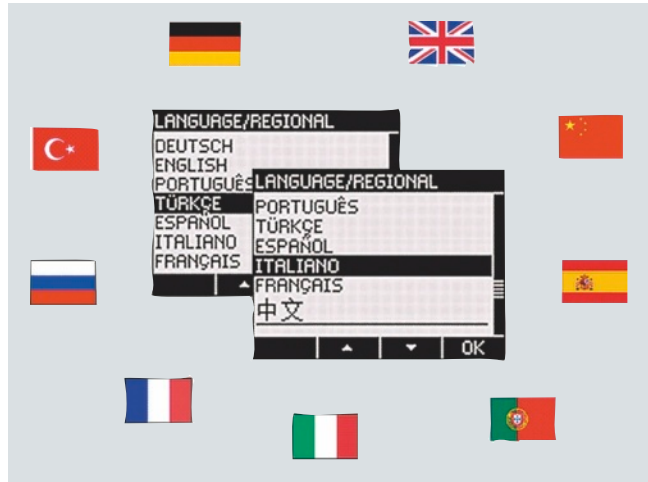 LANGUAGE/REGIONAL
DEUTSCH
ENGLISH
PORTUGUÊS
TÜRKÇE
ESPAÑOL
ITALIANO
FRANÇAIS
LANGUAGE/REGIONAL
PORTUGUÊS
TÜRKÇE
ESPAÑOL
ITALIANO
FRANÇAIS
中文
OK